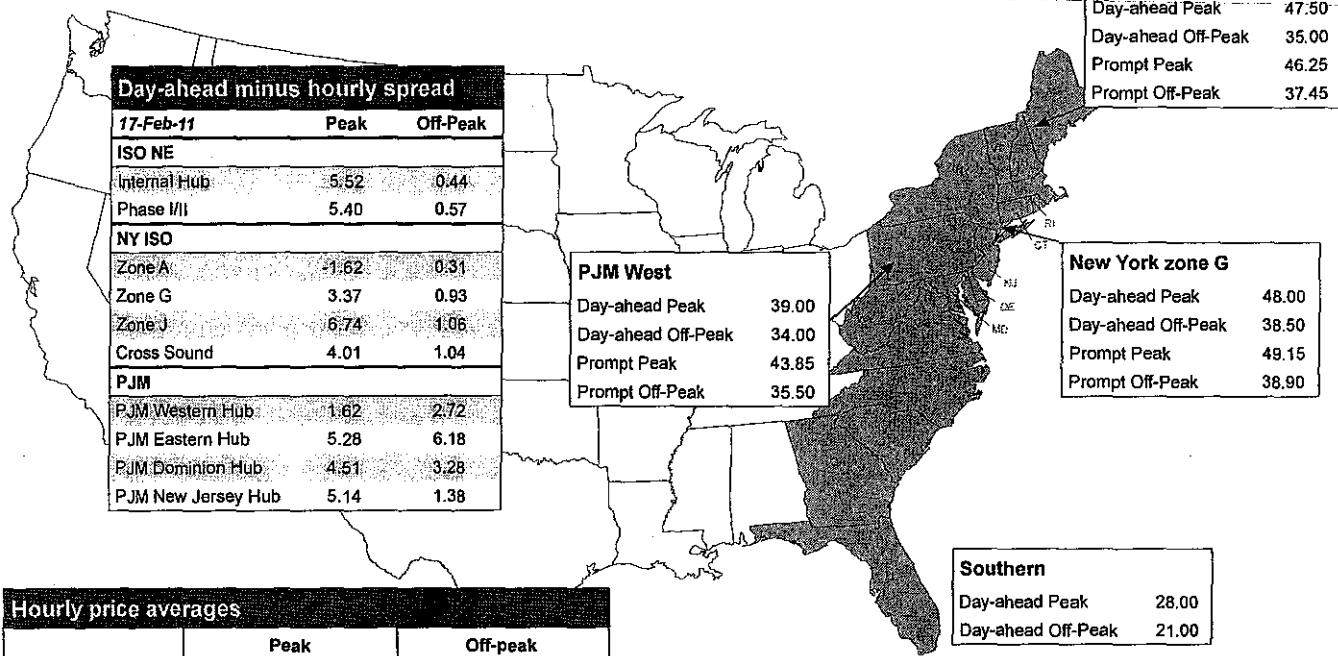 Day-ahead Peak 47.50
Day-ahead Off-Peak 35.00
Prompt Peak 46.25
Prompt Off-Peak 37.45
Day-ahead minus hourly spread
17-Feb-11 Peak Off-Peak
ISO NE
Internal Hub 5.52 0.44
Phase I/II 5.40 0.57
NY ISO
Zone A -1.62 0.31
Zone G 3.37 0.93
Zone J 6.74 1.06
Cross Sound 4.01 1.04
PJM
PJM Western Hub 1.62 2.72
PJM Eastern Hub 5.28 6.18
PJM Dominion Hub 4.51 3.28
PJM New Jersey Hub 5.14 1.38
PJM West
Day-ahead Peak 39.00
Day-ahead Off-Peak 34.00
Prompt Peak 43.85
Prompt Off-Peak 35.50
RI
CT
NJ
DE
MD
New York zone G
Day-ahead Peak 48.00
Day-ahead Off-Peak 38.50
Prompt Peak 49.15
Prompt Off-Peak 38.90
Southern
Day-ahead Peak 28.00
Day-ahead Off-Peak 21.00
Hourly price averages
Peak Off-peak